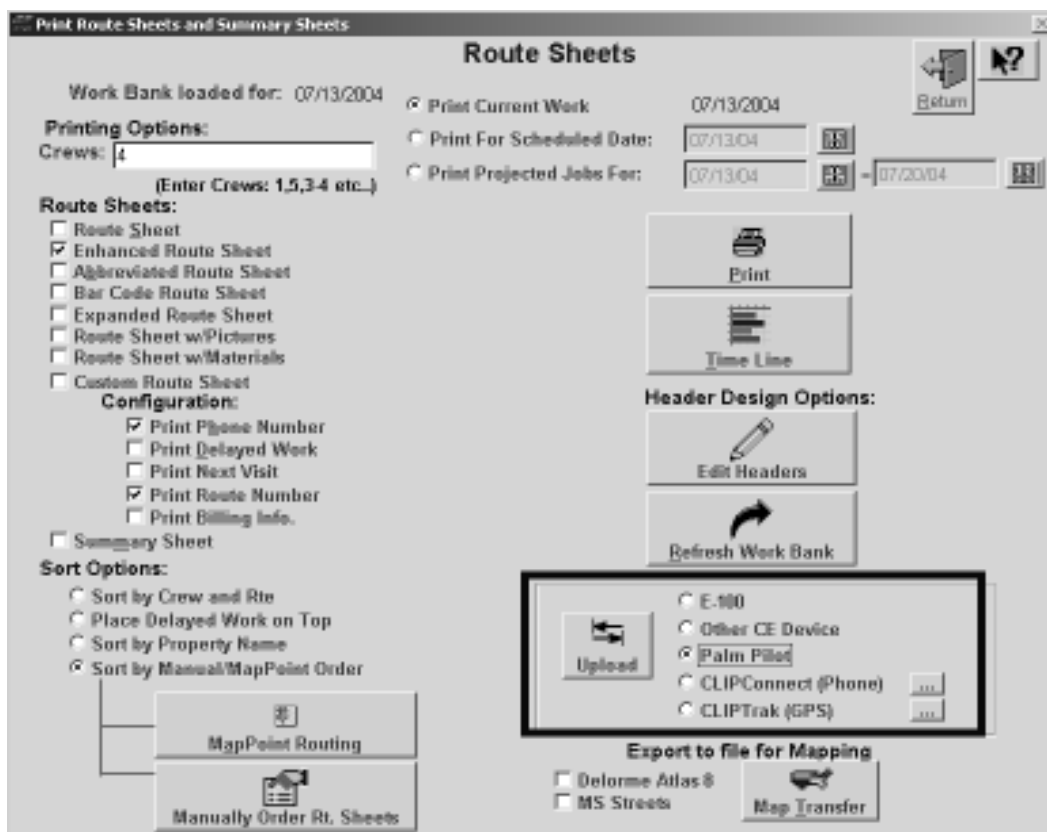 Print Route Sheets and Summary Sheets
Route Sheets
Return
Work Bank loaded for: 07/13/2004
Printing Options:
Crews: 4
(Enter Crews: 1,5,3-4 etc..)
Print Current Work 07/13/2004
Print For Scheduled Date: 07/13/04
Print Projected Jobs For: 07/13/04 - 07/20/04
Route Sheets:
Route Sheet
Enhanced Route Sheet
Abbreviated Route Sheet
Bar Code Route Sheet
Expanded Route Sheet
Route Sheet w/Pictures
Route Sheet w/Materials
Custom Route Sheet
Configuration:
Print Phone Number
Print Delayed Work
Print Next Visit
Print Route Number
Print Billing Info.
Summary Sheet
Sort Options:
Sort by Crew and Rte
Place Delayed Work on Top
Sort by Property Name
Sort by Manual/MapPoint Order
MapPoint Routing
Manually Order Rt. Sheets
Print
Time Line
Header Design Options:
Edit Headers
Refresh Work Bank
Upload
E-100
Other CE Device
Palm Pilot
CLIPConnect (Phone) ...
CLIPTrak (GPS) ...
Export to file for Mapping
Delorme Atlas 8
MS Streets
Map Transfer